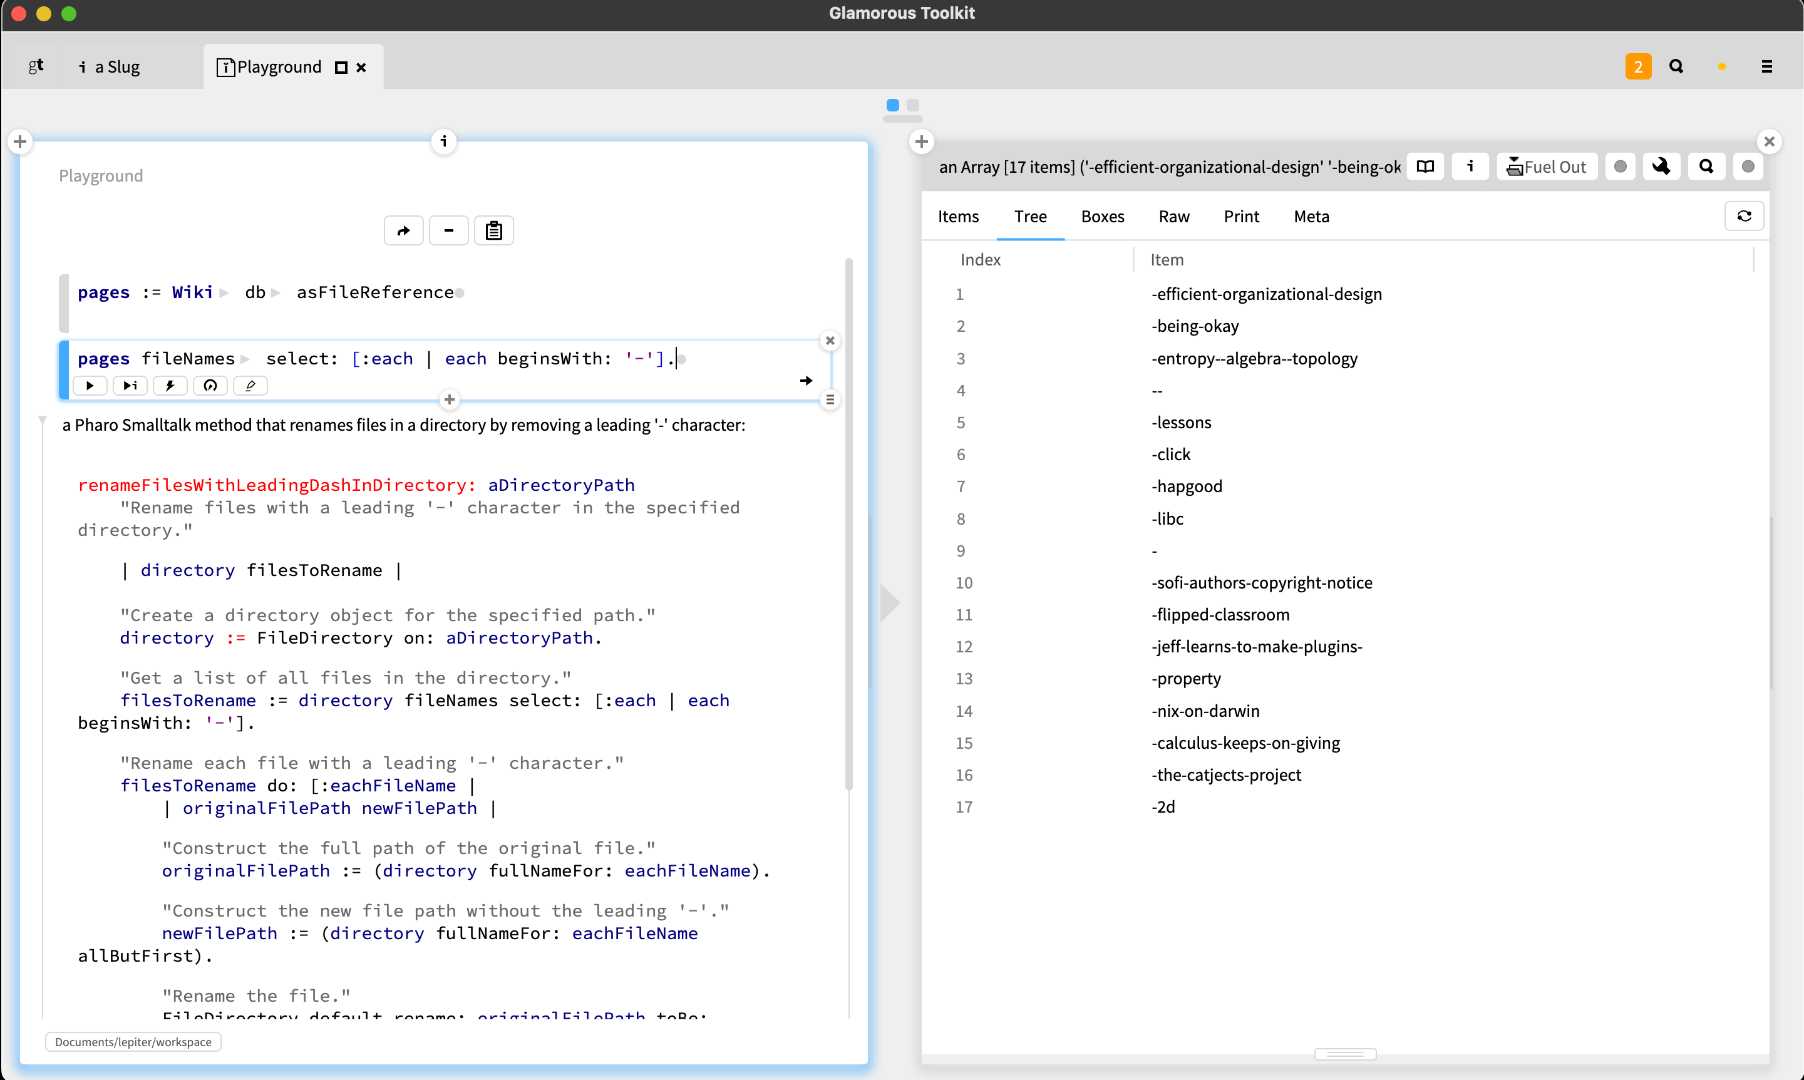 Glamorous Toolkit
gt
i a Slug
Playground
2
Playground
pages := Wiki db asFileReference
pages fileNames select: [:each | each beginsWith: '-'].
a Pharo Smalltalk method that renames files in a directory by removing a leading '-' character:
renameFilesWithLeadingDashInDirectory: aDirectoryPath
"Rename files with a leading '-' character in the specified
directory."
| directory filesToRename |
"Create a directory object for the specified path."
directory := FileDirectory on: aDirectoryPath.
"Get a list of all files in the directory."
filesToRename := directory fileNames select: [:each | each
beginsWith: '-'].
"Rename each file with a leading '-' character."
filesToRename do: [:eachFileName |
| originalFilePath newFilePath |
"Construct the full path of the original file."
originalFilePath := (directory fullNameFor: eachFileName).
"Construct the new file path without the leading '-'."
newFilePath := (directory fullNameFor: eachFileName
allButFirst).
"Rename the file."
FileDirectory default rename: originalFilePath toBe:
Documents/lepiter/workspace
an Array [17 items] ('-efficient-organizational-design' '-being-ok
i
Fuel Out
Items Tree Boxes Raw Print Meta
Index Item
1 -efficient-organizational-design
2 -being-okay
3 -entropy--algebra--topology
4 --
5 -lessons
6 -click
7 -hapgood
8 -libc
9 -
10 -sofi-authors-copyright-notice
11 -flipped-classroom
12 -jeff-learns-to-make-plugins-
13 -property
14 -nix-on-darwin
15 -calculus-keeps-on-giving
16 -the-catjects-project
17 -2d